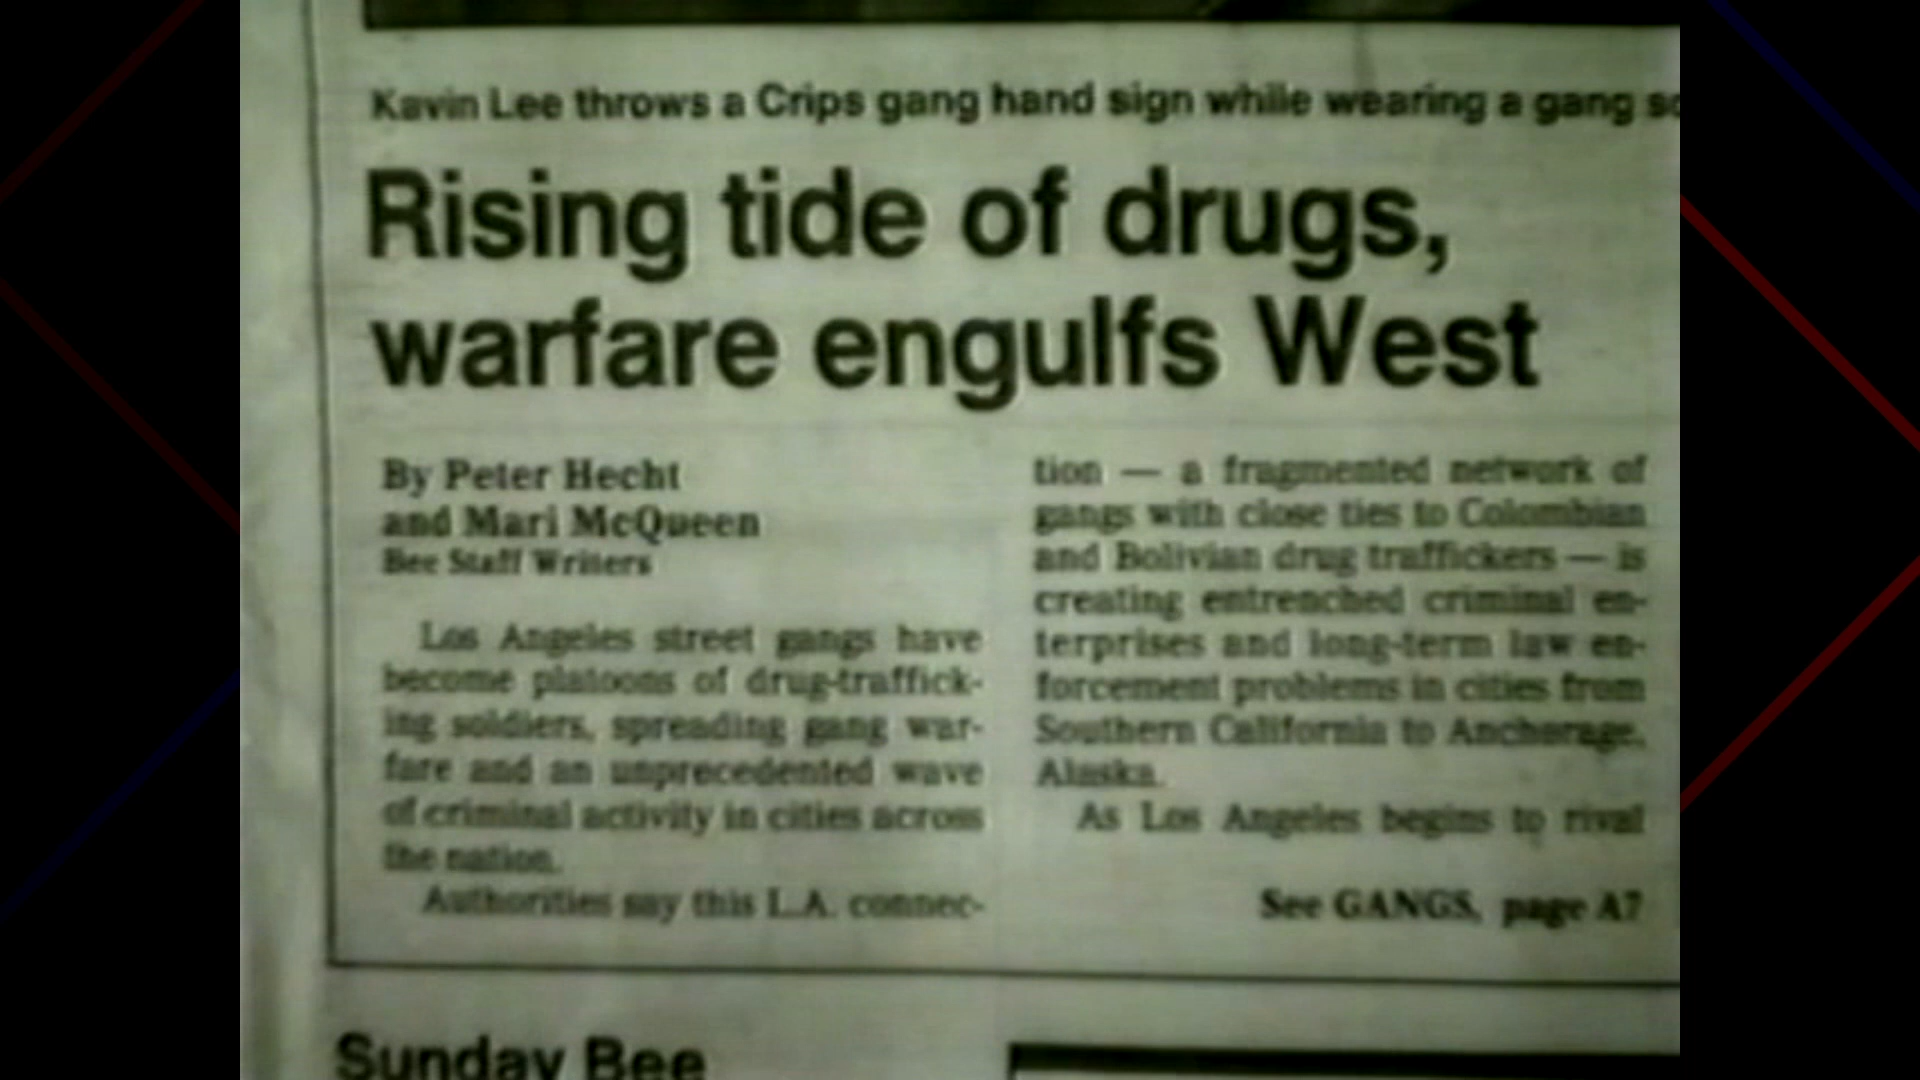 Kavin Lee throws a Crips gang hand sign while wearing a gang sc
Rising tide of drugs,
warfare engulfs West
By Peter Hecht
and Mari McQueen
Bee Staff Writers
Los Angeles street gangs have
become platoons of drug-traffick-
ing soldiers, spreading gang war-
fare and an unprecedented wave
of criminal activity in cities across
the nation.
Authorities say this L.A. connec-
tion — a fragmented network of
gangs with close ties to Colombian
and Bolivian drug traffickers — is
creating entrenched criminal en-
terprises and long-term law en-
forcement problems in cities from
Southern California to Anchorage,
Alaska.
As Los Angeles begins to rival
See GANGS, page A7
Sunday Bee